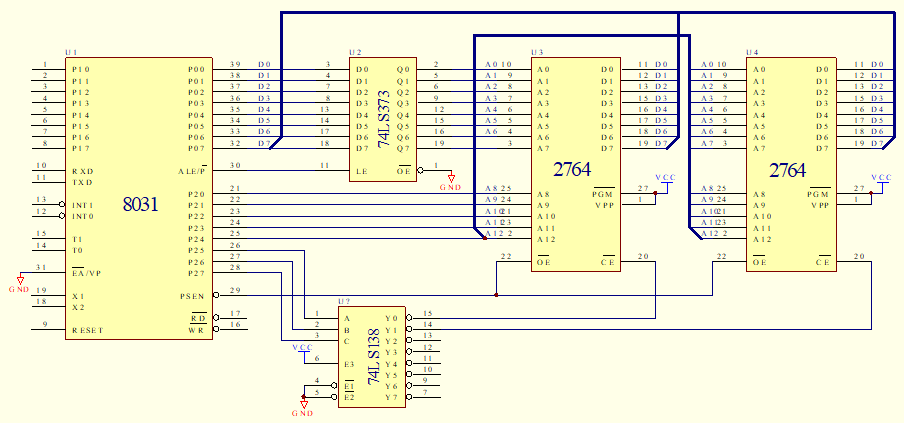 U1 U2 U3 U4
1 P10 P00 39 D0 3 D0 Q0 2 A0 10 A0 D0 11 D0 A0 10 A0 D0 11 D0
2 P11 P01 38 D1 4 D1 Q1 5 A1 9 A1 D1 12 D1 A1 9 A1 D1 12 D1
3 P12 P02 37 D2 7 D2 Q2 6 A2 8 A2 D2 13 D2 A2 8 A2 D2 13 D2
4 P13 P03 36 D3 8 D3 Q3 9 A3 7 A3 D3 15 D3 A3 7 A3 D3 15 D3
5 P14 P04 35 D4 13 D4 Q4 12 A4 6 A4 D4 16 D4 A4 6 A4 D4 16 D4
6 P15 P05 34 D5 14 D5 Q5 15 A5 5 A5 D5 17 D5 A5 5 A5 D5 17 D5
7 P16 P06 33 D6 17 D6 Q6 16 A6 4 A6 D6 18 D6 A6 4 A6 D6 18 D6
8 P17 P07 32 D7 18 D7 Q7 19 3 A7 D7 19 D7 A7 3 A7 D7 19 D7
74LS373
10 RXD ALE/P 30 11 LE OE 1 GND
11 TXD
2764 2764
8031
P20 21 A8 25 A8 PGM 27 VCC A8 25 A8 PGM 27 VCC
13 INT1 P21 22 A9 24 A9 VPP 1 A9 24 A9 VPP 1
12 INT0 P22 23 A10 21 A10 A10 21 A10
P23 24 A11 23 A11 A11 23 A11
15 T1 P24 25 A12 2 A12 A12 2 A12
14 T0 P25 26
P26 27 22 OE CE 20 22 OE CE 20
31 EA/VP P27 28
GND
19 X1 PSEN 29
18 X2
RD 17
9 RESET WR 16
U?
1 A Y0 15
2 B Y1 14
3 C Y2 13
VCC Y3 12
6 E3 Y4 11
Y5 10
4 E1 Y6 9
5 E2 Y7 7
74LS138
GND